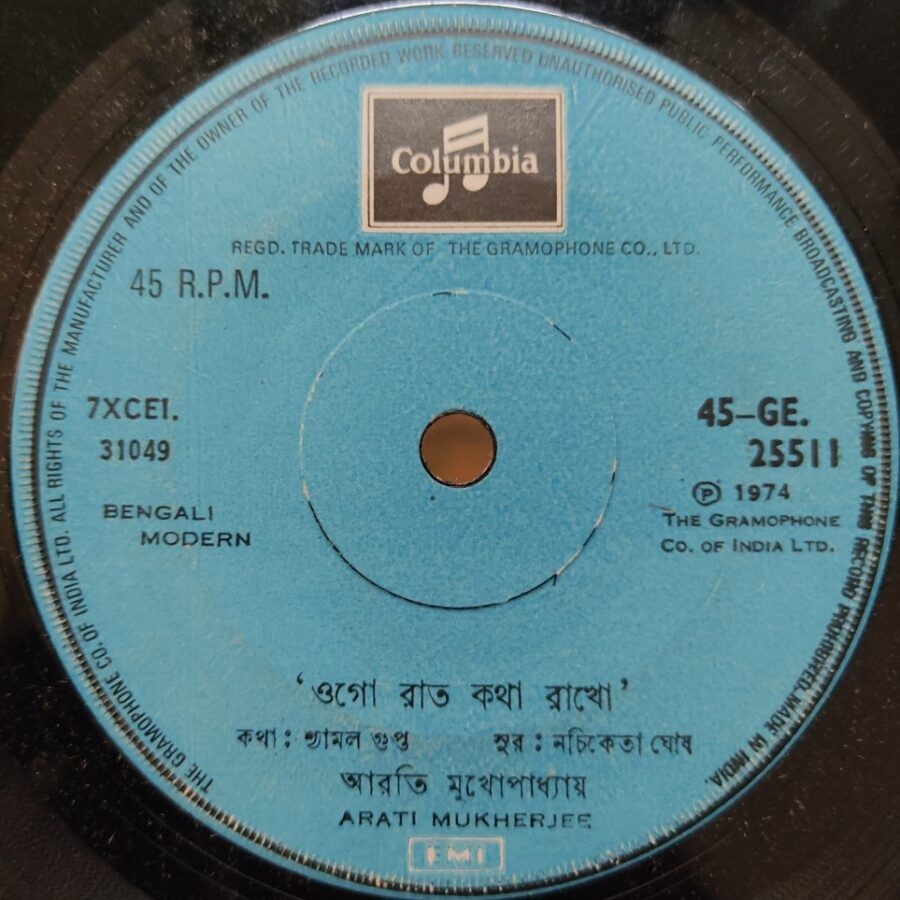 THE GRAMOPHONE CO. OF INDIA LTD. ALL RIGHTS OF THE MANUFACTURER AND OF THE OWNER OF THE RECORDED WORK RESERVED UNAUTHORISED PUBLIC PERFORMANCE BROADCASTING AND COPYING OF THIS RECORD PROHIBITED. MADE IN INDIA
Columbia
REGD. TRADE MARK OF THE GRAMOPHONE CO., LTD.
45 R.P.M.
7XCEI.
31049
BENGALI
MODERN
45-GE.
25511
Ⓟ 1974
THE GRAMOPHONE
CO. OF INDIA LTD.
'ওগো রাত কথা রাখো'
কথা : শ্যামল গুপ্ত সুর : নচিকেতা ঘোষ
আরতি মুখোপাধ্যায়
ARATI MUKHERJEE
EMI